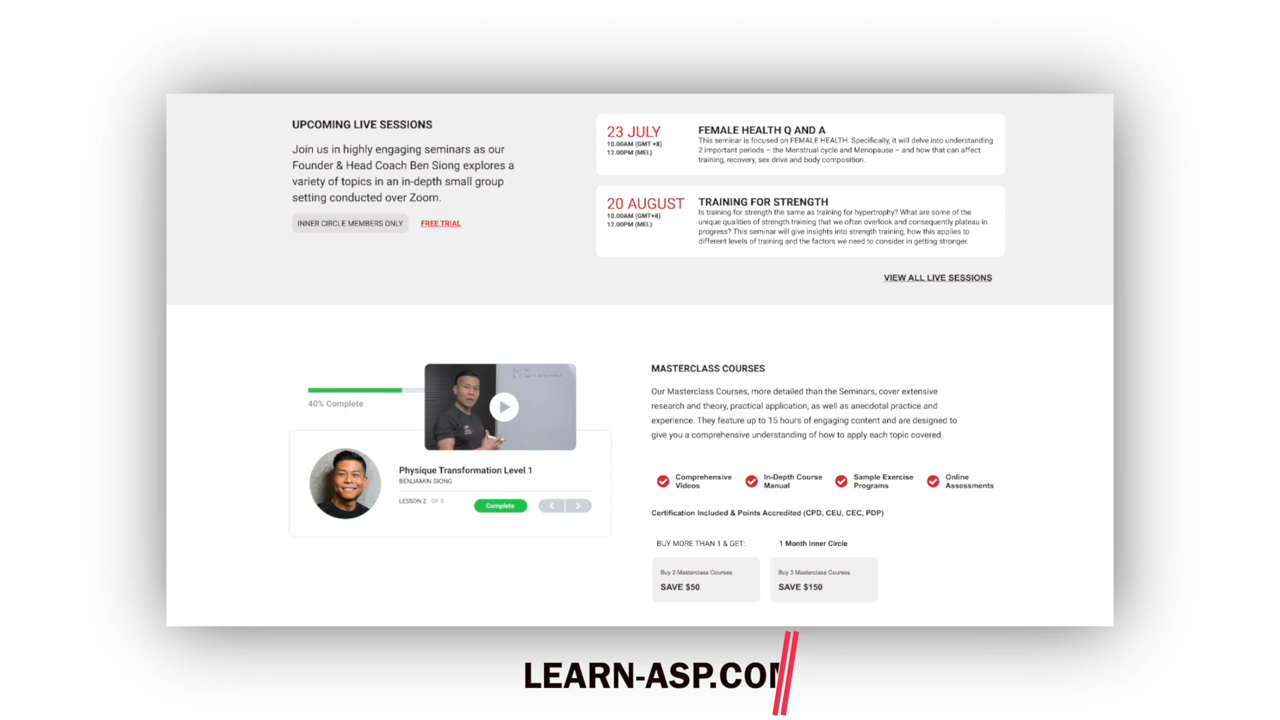 UPCOMING LIVE SESSIONS
Join us in highly engaging seminars as our
Founder & Head Coach Ben Siong explores a
variety of topics in an in-depth small group
setting conducted over Zoom.
INNER CIRCLE MEMBERS ONLY FREE TRIAL
23 JULY
10.00AM (GMT +8)
12.00PM (MEL)
FEMALE HEALTH Q AND A
This seminar is focused on FEMALE HEALTH. Specifically, it will delve into understanding
2 important periods – the Menstrual cycle and Menopause – and how that can affect
training, recovery, sex drive and body composition.
20 AUGUST
10.00AM (GMT+8)
12.00PM (MEL)
TRAINING FOR STRENGTH
Is training for strength the same as training for hypertrophy? What are some of the
unique qualities of strength training that we often overlook and consequently plateau in
progress? This seminar will give insights into strength training, how this applies to
different levels of training and the factors we need to consider in getting stronger.
VIEW ALL LIVE SESSIONS
40% Complete
Physique Transformation Level 1
BENJAMIN SIONG
LESSON 2 OF 5
Complete
MASTERCLASS COURSES
Our Masterclass Courses, more detailed than the Seminars, cover extensive
research and theory, practical application, as well as anecdotal practice and
experience. They feature up to 15 hours of engaging content and are designed to
give you a comprehensive understanding of how to apply each topic covered.
Comprehensive
Videos
In-Depth Course
Manual
Sample Exercise
Programs
Online
Assessments
Certification Included & Points Accredited (CPD, CEU, CEC, PDP)
BUY MORE THAN 1 & GET: 1 Month Inner Circle
Buy 2 Masterclass Courses
SAVE $50
Buy 3 Masterclass Courses
SAVE $150
LEARN-ASP.COM